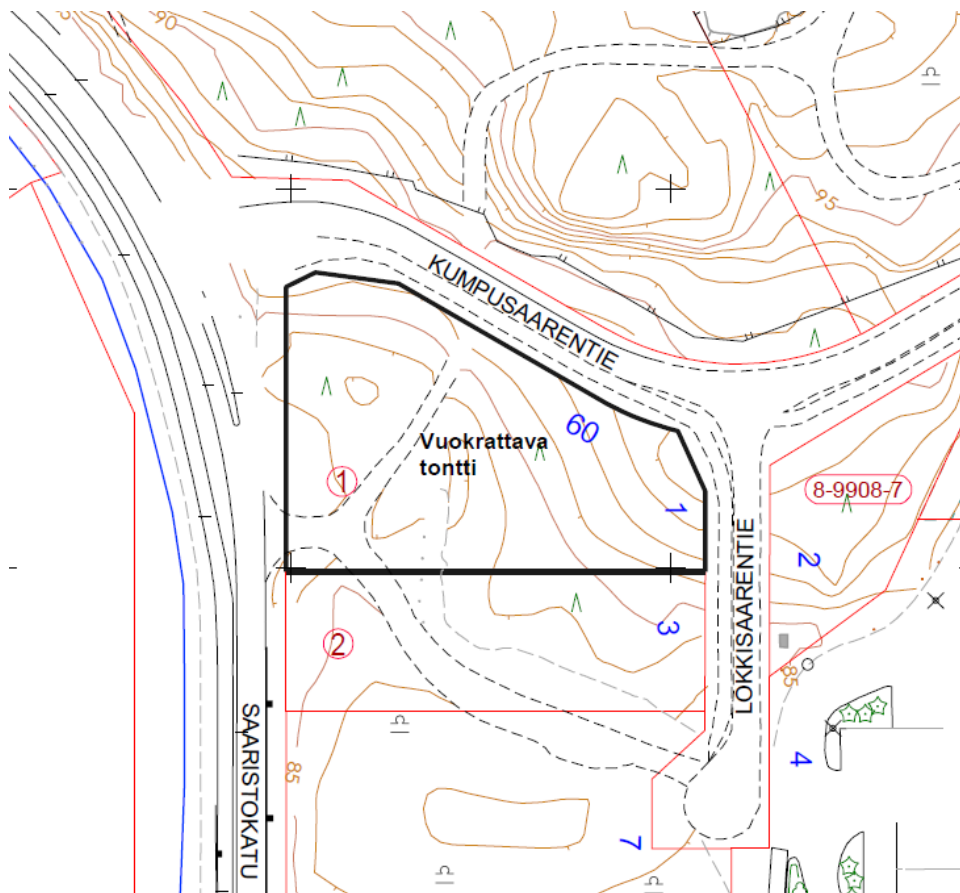 90
95
KUMPUSAARENTIE
60
Vuokrattava
tontti
1
1
8-9908-7
2
LOKKISAARENTIE
3
2
85
SAARISTOKATU
85
4
7